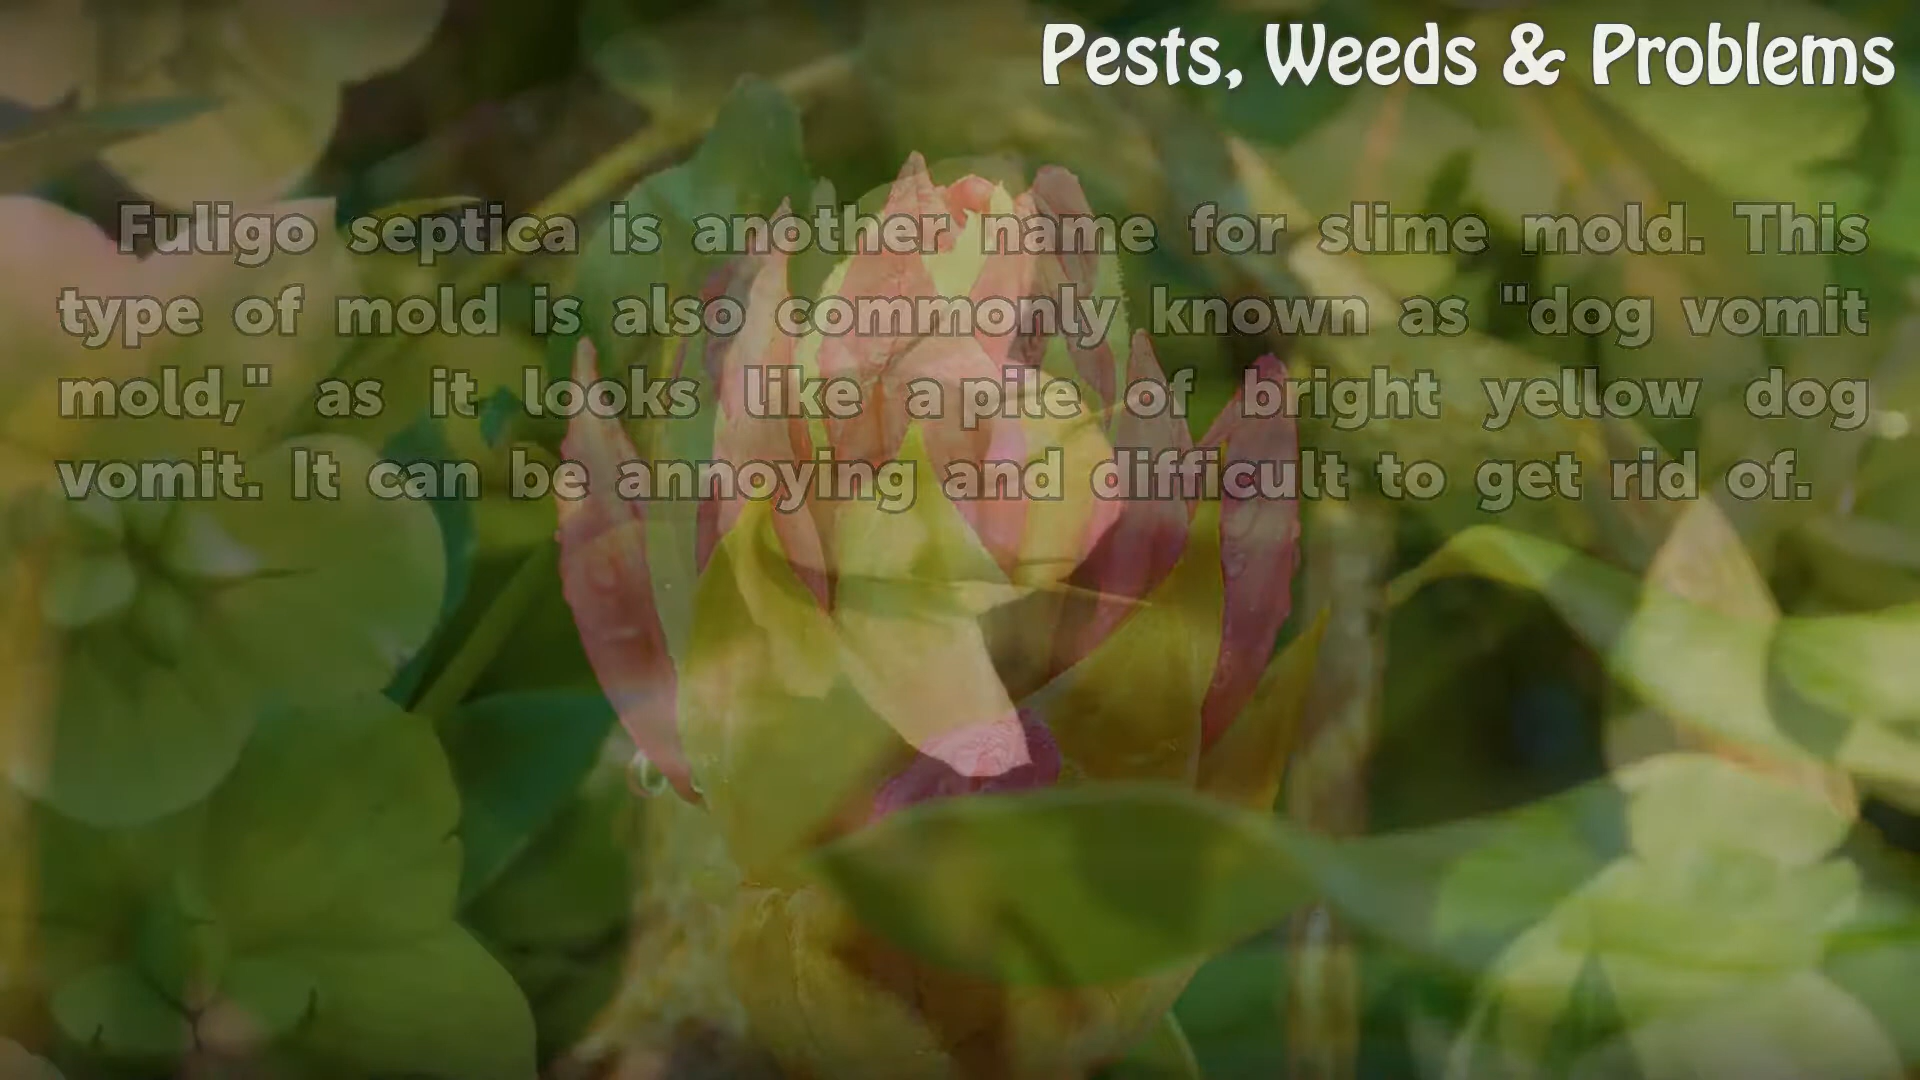 Pests, Weeds & Problems
Fuligo septica is another name for slime mold. This
type of mold is also commonly known as "dog vomit
mold," as it looks like a pile of bright yellow dog
vomit. It can be annoying and difficult to get rid of.